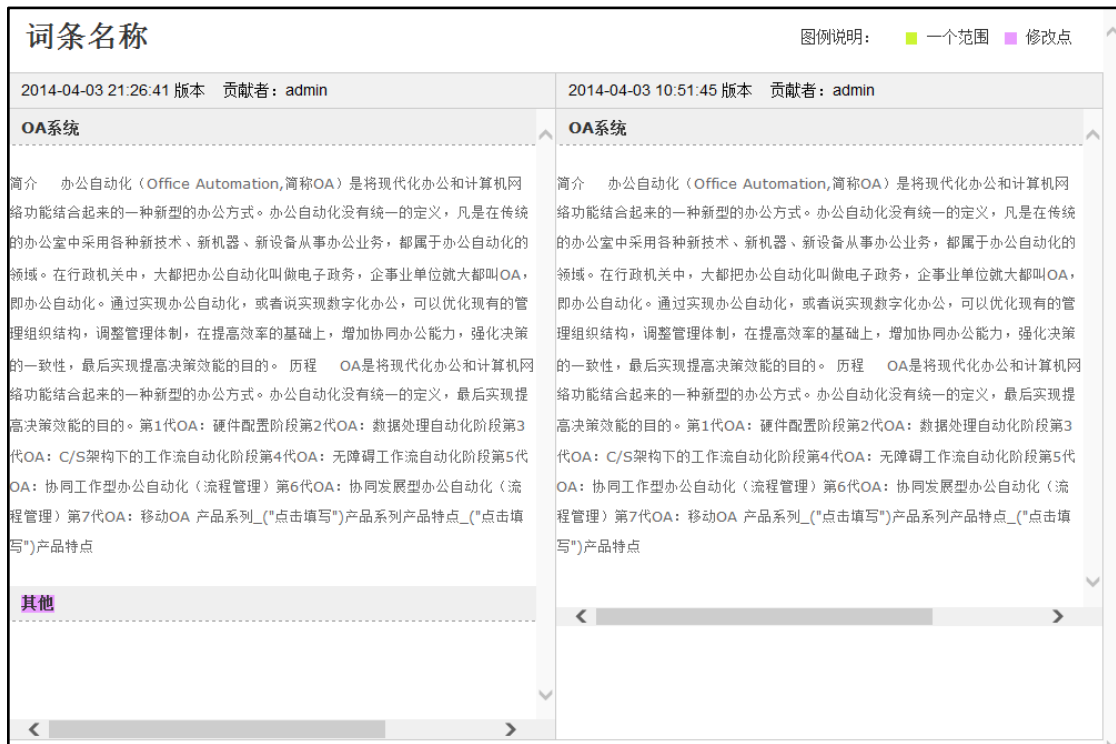 词条名称
图例说明： 一个范围 修改点
2014-04-03 21:26:41 版本 贡献者：admin
OA系统
简介 办公自动化（Office Automation,简称OA）是将现代化办公和计算机网
络功能结合起来的一种新型的办公方式。办公自动化没有统一的定义，凡是在传统
的办公室中采用各种新技术、新机器、新设备从事办公业务，都属于办公自动化的
领域。在行政机关中，大都把办公自动化叫做电子政务，企事业单位就大都叫OA，
即办公自动化。通过实现办公自动化，或者说实现数字化办公，可以优化现有的管
理组织结构，调整管理体制，在提高效率的基础上，增加协同办公能力，强化决策
的一致性，最后实现提高决策效能的目的。 历程 OA是将现代化办公和计算机网
络功能结合起来的一种新型的办公方式。办公自动化没有统一的定义，最后实现提
高决策效能的目的。第1代OA：硬件配置阶段第2代OA：数据处理自动化阶段第3
代OA：C/S架构下的工作流自动化阶段第4代OA：无障碍工作流自动化阶段第5代
OA：协同工作型办公自动化（流程管理）第6代OA：协同发展型办公自动化（流
程管理）第7代OA：移动OA 产品系列_("点击填写")产品系列产品特点_("点击填
写")产品特点
其他
2014-04-03 10:51:45 版本 贡献者：admin
OA系统
简介 办公自动化（Office Automation,简称OA）是将现代化办公和计算机网
络功能结合起来的一种新型的办公方式。办公自动化没有统一的定义，凡是在传统
的办公室中采用各种新技术、新机器、新设备从事办公业务，都属于办公自动化的
领域。在行政机关中，大都把办公自动化叫做电子政务，企事业单位就大都叫OA，
即办公自动化。通过实现办公自动化，或者说实现数字化办公，可以优化现有的管
理组织结构，调整管理体制，在提高效率的基础上，增加协同办公能力，强化决策
的一致性，最后实现提高决策效能的目的。 历程 OA是将现代化办公和计算机网
络功能结合起来的一种新型的办公方式。办公自动化没有统一的定义，最后实现提
高决策效能的目的。第1代OA：硬件配置阶段第2代OA：数据处理自动化阶段第3
代OA：C/S架构下的工作流自动化阶段第4代OA：无障碍工作流自动化阶段第5代
OA：协同工作型办公自动化（流程管理）第6代OA：协同发展型办公自动化（流
程管理）第7代OA：移动OA 产品系列_("点击填写")产品系列产品特点_("点击填
写")产品特点